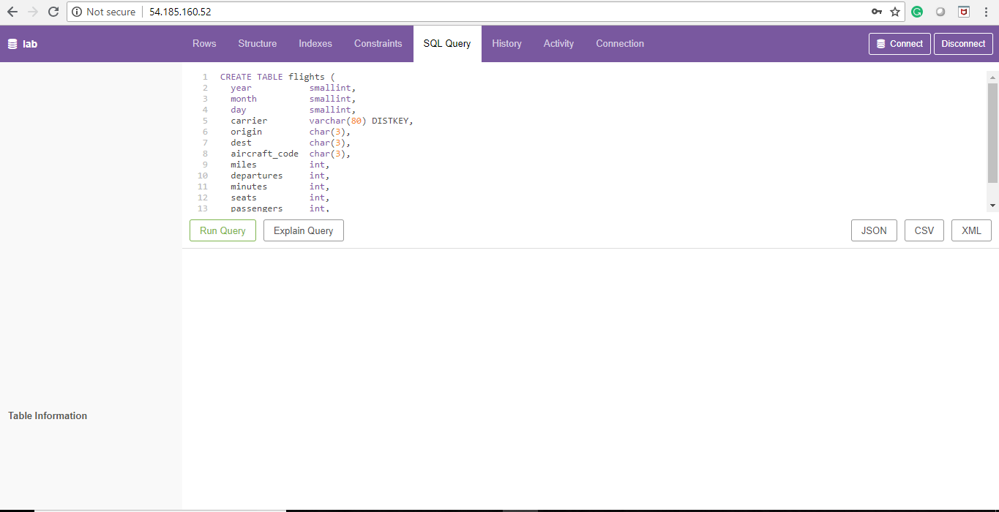 Not secure 54.185.160.52
lab Rows Structure Indexes Constraints SQL Query History Activity Connection Connect Disconnect
1 CREATE TABLE flights (
2 year smallint,
3 month smallint,
4 day smallint,
5 carrier varchar(80) DISTKEY,
6 origin char(3),
7 dest char(3),
8 aircraft_code char(3),
9 miles int,
10 departures int,
11 minutes int,
12 seats int,
13 passengers int,
Run Query Explain Query JSON CSV XML
Table Information